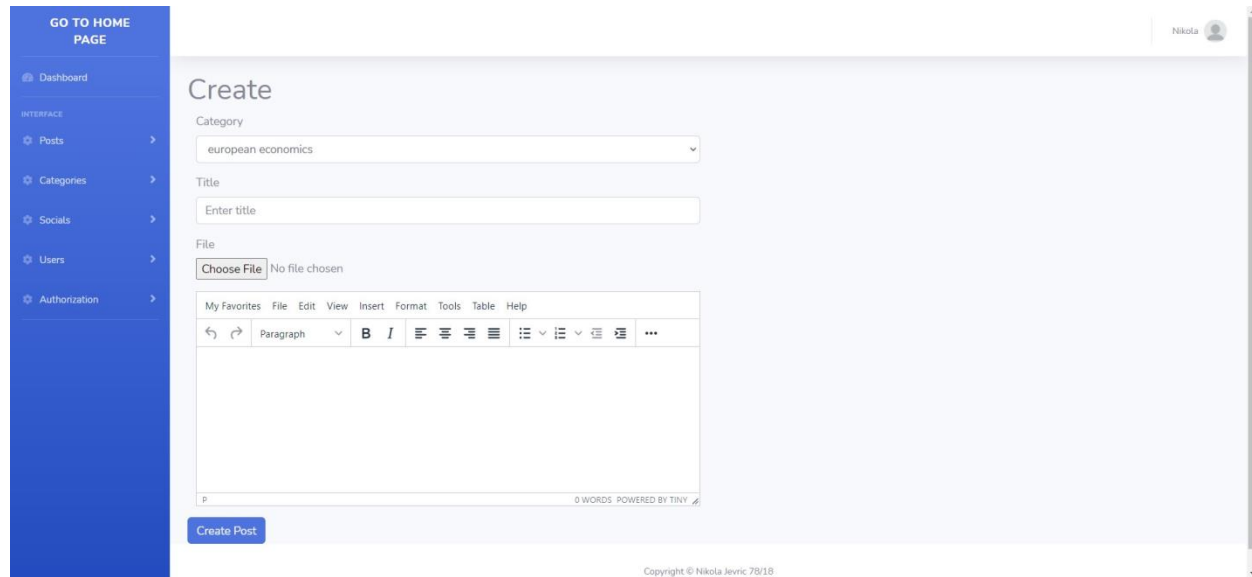 GO TO HOME
PAGE
Nikola
Dashboard
INTERFACE
Posts
Categories
Socials
Users
Authorization
Create
Category
european economics
Title
Enter title
File
Choose File No file chosen
My Favorites File Edit View Insert Format Tools Table Help
Paragraph B I
P 0 WORDS POWERED BY TINY
Create Post
Copyright © Nikola Jevric 78/18